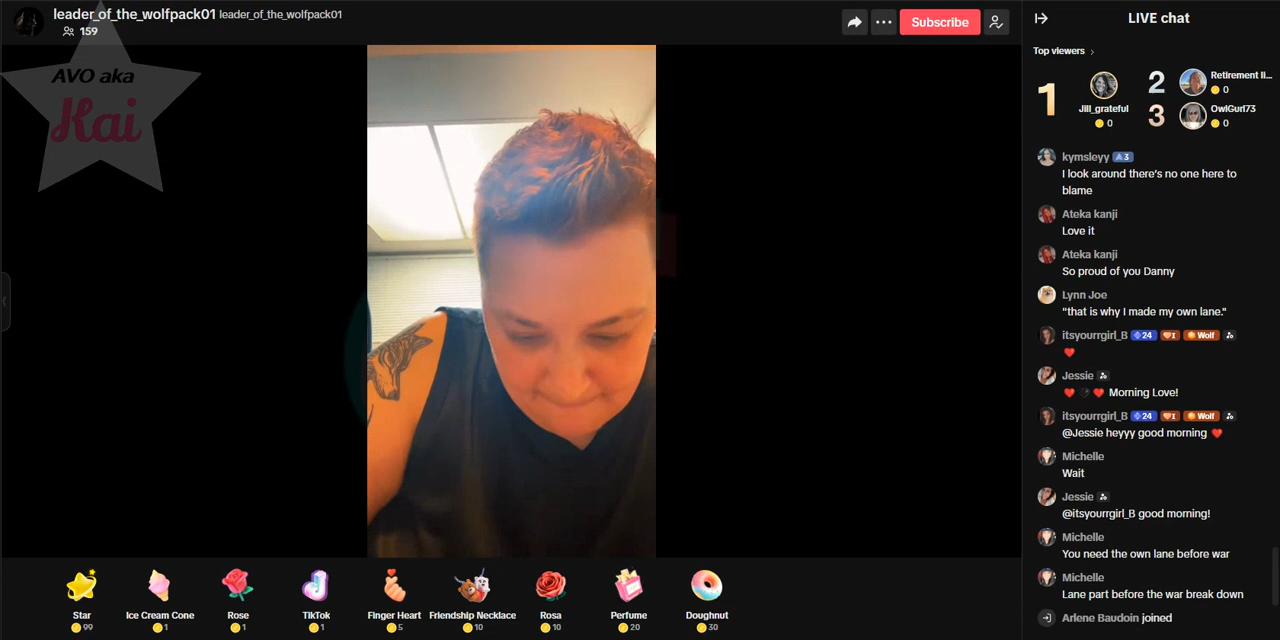 leader_of_the_wolfpack01 leader_of_the_wolfpack01
159
AVO aka
Kai
Subscribe
LIVE chat
Top viewers
1
Jill_grateful
0
2
Retirement li...
0
3
OwlGurl73
0
kymsleyy 3
I look around there's no one here to
blame
Ateka kanji
Love it
Ateka kanji
So proud of you Danny
Lynn Joe
"that is why I made my own lane."
itsyourrgirl_B 24 I Wolf
Jessie
Morning Love!
itsyourrgirl_B 24 I Wolf
@Jessie heyyy good morning
Michelle
Wait
Jessie
@itsyourrgirl_B good morning!
Michelle
You need the own lane before war
Michelle
Lane part before the war break down
Arlene Baudoin joined
Star
99
Ice Cream Cone
1
Rose
1
TikTok
1
Finger Heart
5
Friendship Necklace
10
Rosa
10
Perfume
20
Doughnut
30